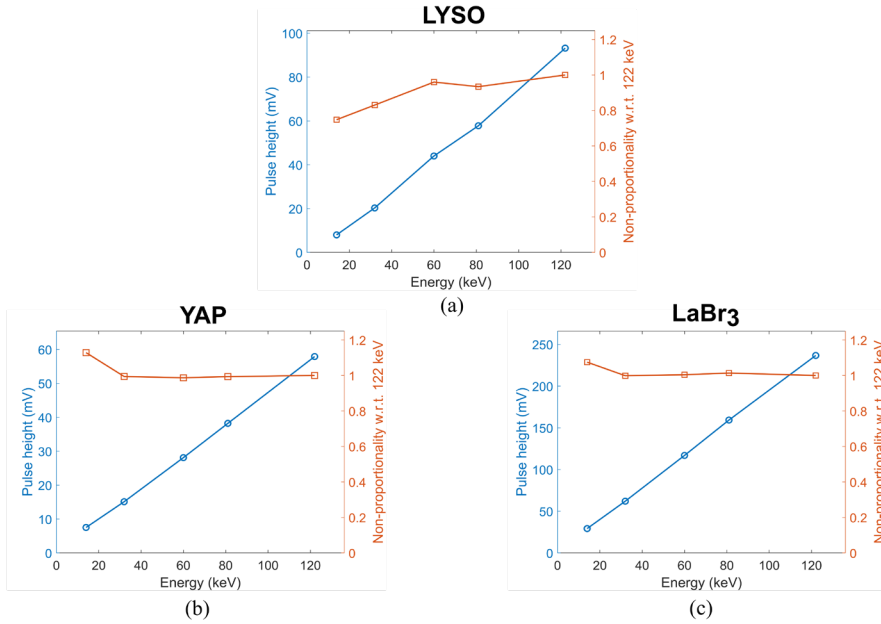 LYSO
100
80
60
40
20
0
Pulse height (mV)
1.2
1
0.8
0.6
0.4
0.2
0
Non-proportionality w.r.t. 122 keV
0 20 40 60 80 100 120
Energy (keV)
(a)
YAP
60
50
40
30
20
10
0
Pulse height (mV)
1.2
1
0.8
0.6
0.4
0.2
0
Non-proportionality w.r.t. 122 keV
0 20 40 60 80 100 120
Energy (keV)
(b)
LaBr3
250
200
150
100
50
0
Pulse height (mV)
1.2
1
0.8
0.6
0.4
0.2
0
Non-proportionality w.r.t. 122 keV
0 20 40 60 80 100 120
Energy (keV)
(c)